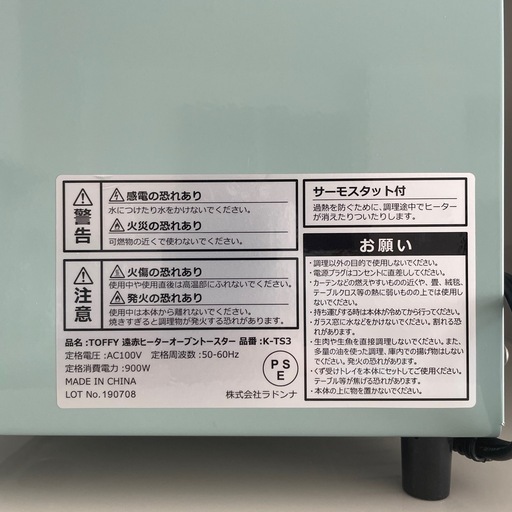 警告
感電の恐れあり
水につけたり水をかけないでください。
火災の恐れあり
可燃物の近くで使わないでください。
注意
火傷の恐れあり
使用中や使用直後は高温部にふれないでください。
発火の恐れあり
使用中は本体から離れないでください。
焼きすぎると調理物が発火する恐れがあります。
品名:TOFFY 遠赤ヒーターオーブントースター 品番:K-TS3
定格電圧:AC100V 定格周波数:50-60Hz
定格消費電力:900W
MADE IN CHINA
LOT No.190708
PS
E
株式会社ラドンナ
サーモスタット付
過熱を防ぐために、調理途中でヒーター
が消えたりついたりします。
お願い
・調理以外の目的で使用しないでください。
・電源プラグはコンセントに直差ししてください。
・カーテンなどの燃えやすいものの近くや、畳、絨毯、
テーブルクロス等の熱に弱いものの上では使用し
ないでください。
・持ち運びする時は本体が冷めてから行ってください。
・ガラス窓に水などをかけないでください。割れる恐
れがあります。
・生肉や生魚を直接調理しないでください。また、
多量の油を使った調理、庫内での揚げ物はしない
でください。
・くず受けトレイを本体にセットしてご使用ください。
テーブル等が焦げる恐れがあります。
・本体の上に物を置かないでください。